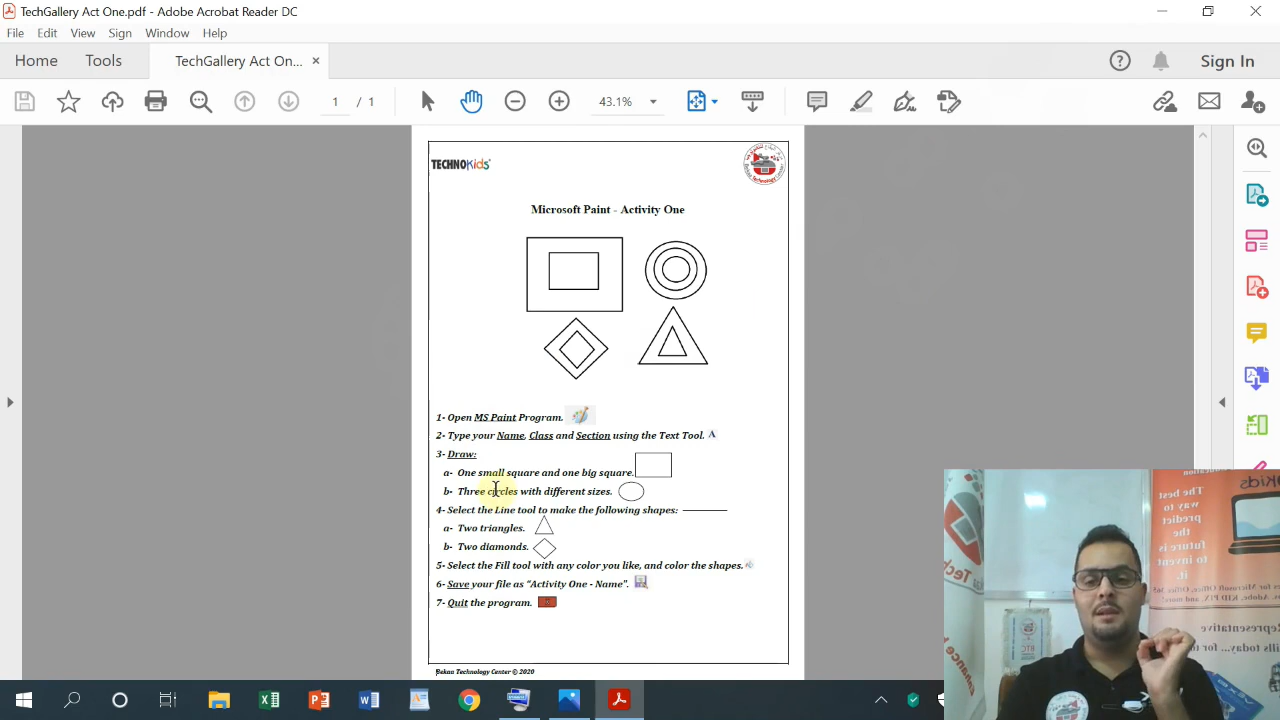 TechGallery Act One.pdf - Adobe Acrobat Reader DC
File Edit View Sign Window Help
Home Tools TechGallery Act On... × Sign In
1 / 1 43.1%
TECHNOKids
Microsoft Paint - Activity One
1- Open MS Paint Program.
2- Type your Name, Class and Section using the Text Tool. A
3- Draw:
a- One small square and one big square.
b- Three circles with different sizes.
4- Select the Line tool to make the following shapes:
a- Two triangles.
b- Two diamonds.
5- Select the Fill tool with any color you like, and color the shapes.
6- Save your file as "Activity One - Name".
7- Quit the program.
Bekaa Technology Center © 2020
The best
way to
predict
the
future is
to invent
it.
Representative